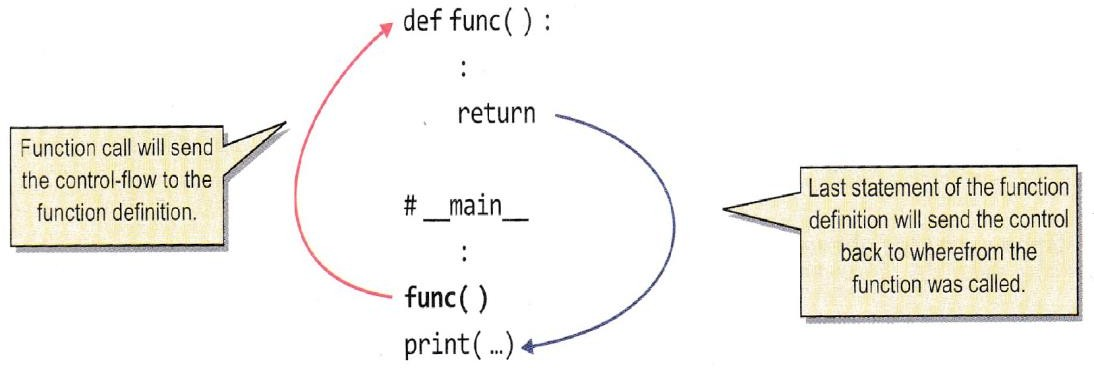 def func( ) :
:
return
Function call will send
the control-flow to the
function definition.
Last statement of the function
definition will send the control
back to wherefrom the
function was called.
# __main__
:
func( )
print( ... )